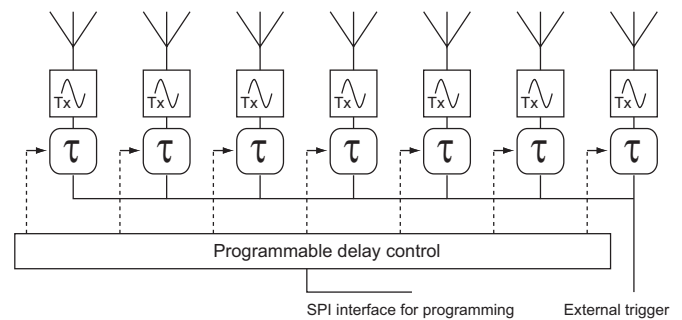 Tx Tx Tx Tx Tx Tx Tx
τ τ τ τ τ τ τ
Programmable delay control
SPI interface for programming External trigger